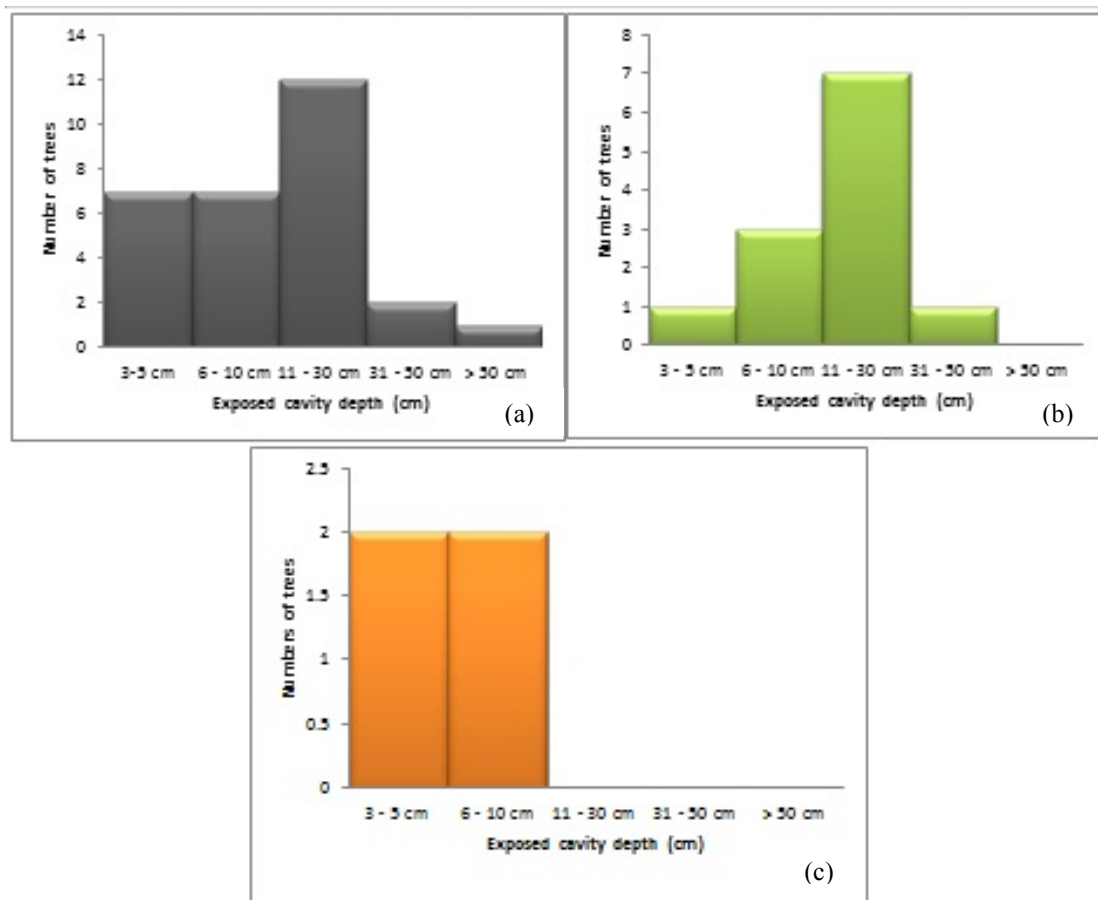 14
12
10
8
6
4
2
0
Number of trees
3-5 cm 6 - 10 cm 11 - 30 cm 31 - 50 cm > 50 cm
Exposed cavity depth (cm)
(a)
8
7
6
5
4
3
2
1
0
Number of trees
3 - 5 cm 6 - 10 cm 11 - 30 cm 31 - 50 cm > 50 cm
Exposed cavity depth (cm)
(b)
2.5
2
1.5
1
0.5
0
Numbers of trees
3 - 5 cm 6 - 10 cm 11 - 30 cm 31 - 50 cm > 50 cm
Exposed cavity depth (cm)
(c)